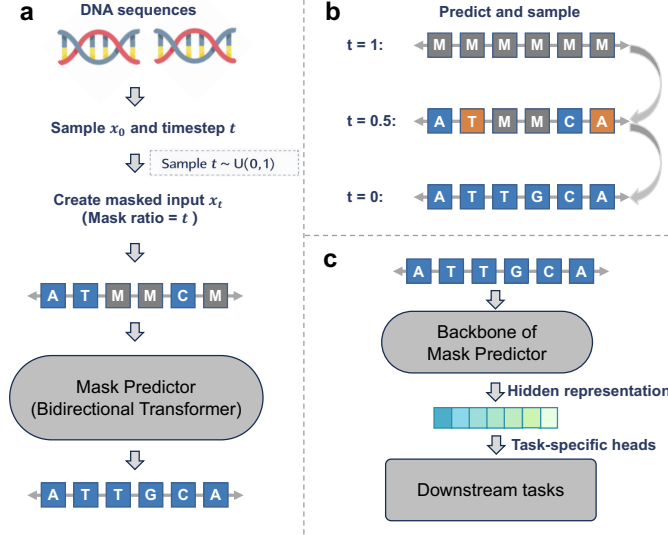 a
DNA sequences
Sample x₀ and timestep t
Sample t ~ U(0,1)
Create masked input xₜ
(Mask ratio = t )
A T M M C M
Mask Predictor
(Bidirectional Transformer)
A T T G C A
b
Predict and sample
t = 1: M M M M M M
t = 0.5: A T M M C A
t = 0: A T T G C A
c
A T T G C A
Backbone of
Mask Predictor
Hidden representation
Task-specific heads
Downstream tasks